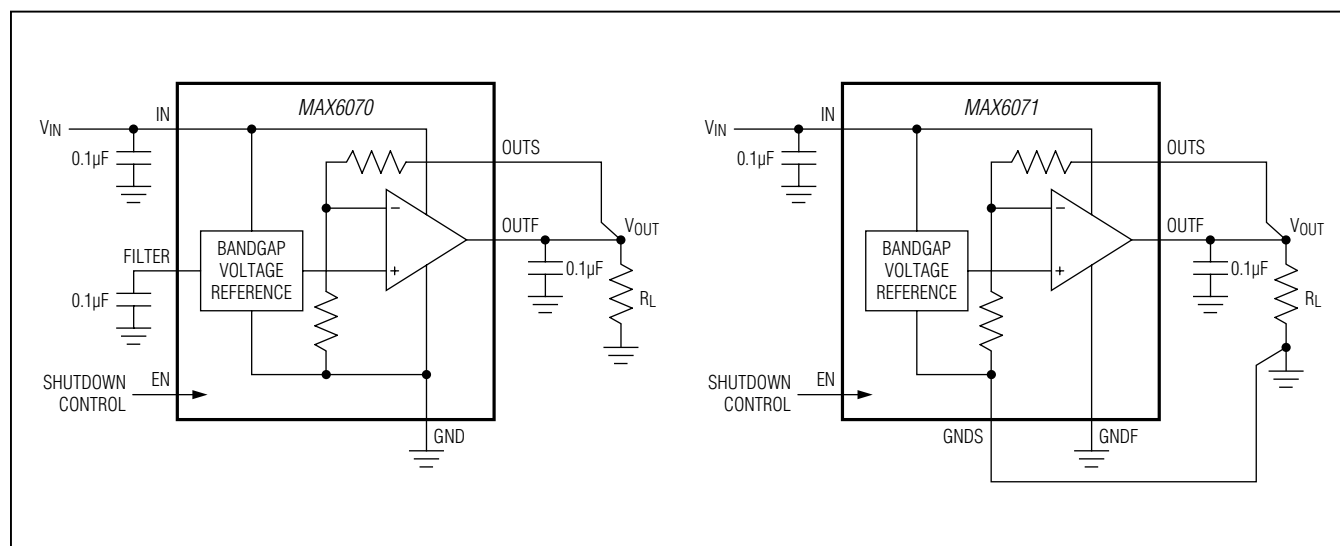 MAX6070
IN
VIN
0.1µF
OUTS
OUTF
VOUT
BANDGAP
VOLTAGE
REFERENCE
FILTER
0.1µF
0.1µF
RL
−
+
SHUTDOWN
CONTROL
EN
GND
MAX6071
IN
VIN
0.1µF
OUTS
OUTF
VOUT
BANDGAP
VOLTAGE
REFERENCE
0.1µF
RL
−
+
SHUTDOWN
CONTROL
EN
GNDS
GNDF